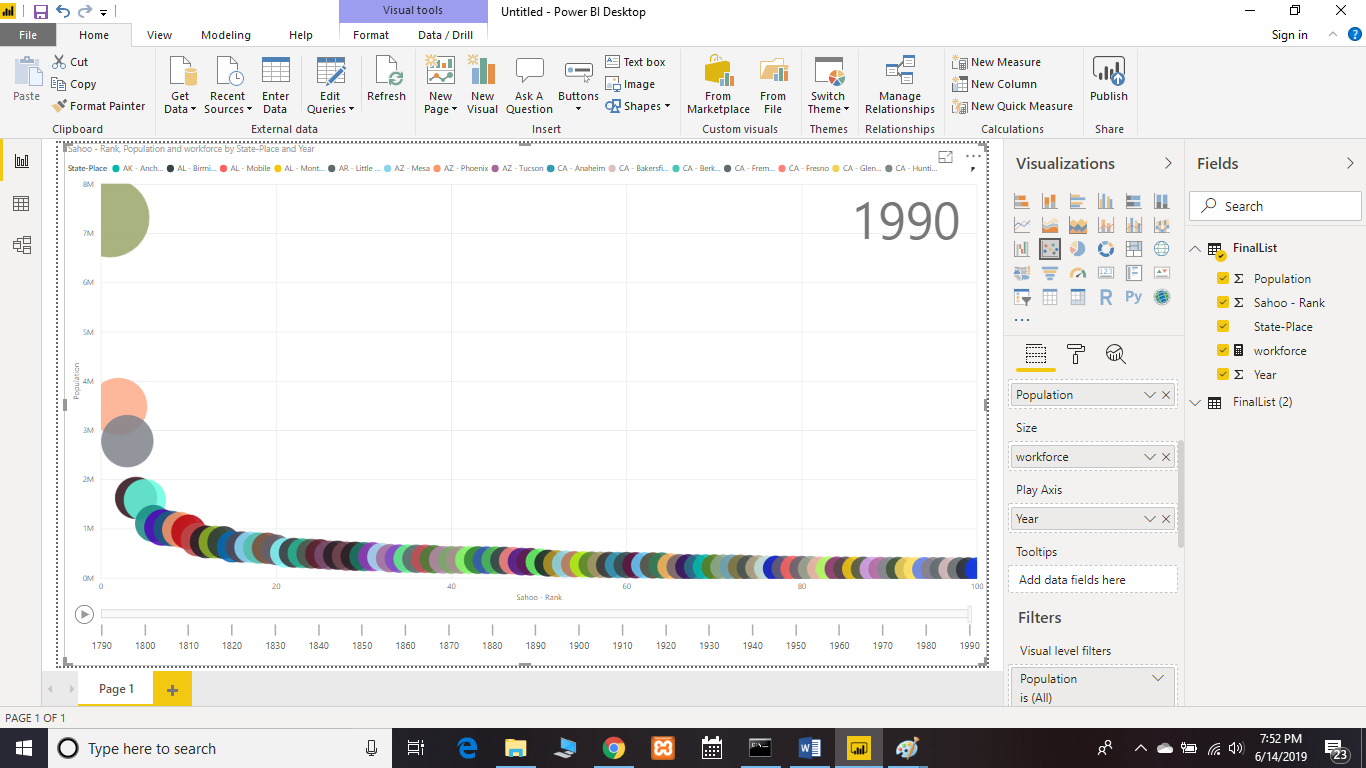 Visual tools
Untitled - Power BI Desktop
File Home View Modeling Help Format Data / Drill Sign in
Paste
Cut
Copy
Format Painter
Clipboard
Get Data
Recent Sources
Enter Data
Edit Queries
Refresh
External data
New Page
New Visual
Ask A Question
Buttons
Text box
Image
Shapes
Insert
From Marketplace
From File
Custom visuals
Switch Theme
Themes
Manage Relationships
Relationships
New Measure
New Column
New Quick Measure
Calculations
Publish
Share
Sahoo - Rank, Population and workforce by State-Place and Year
State-Place AK - Anch... AL - Birmi... AL - Mobile AL - Mont... AR - Little ... AZ - Mesa AZ - Phoenix AZ - Tucson CA - Anaheim CA - Bakersfi... CA - Berk... CA - Frem... CA - Fresno CA - Glen... CA - Hunti...
1990
8M
7M
6M
5M
4M
3M
2M
1M
0M
Population
0 20 40 60 80 100
Sahoo - Rank
1790 1800 1810 1820 1830 1840 1850 1860 1870 1880 1890 1900 1910 1920 1930 1940 1950 1960 1970 1980 1990
Visualizations
R Py
...
Population
Size
workforce
Play Axis
Year
Tooltips
Add data fields here
Filters
Visual level filters
Population
is (All)
Fields
Search
FinalList
Population
Sahoo - Rank
State-Place
workforce
Year
FinalList (2)
Page 1
PAGE 1 OF 1
Type here to search
7:52 PM
6/14/2019
23